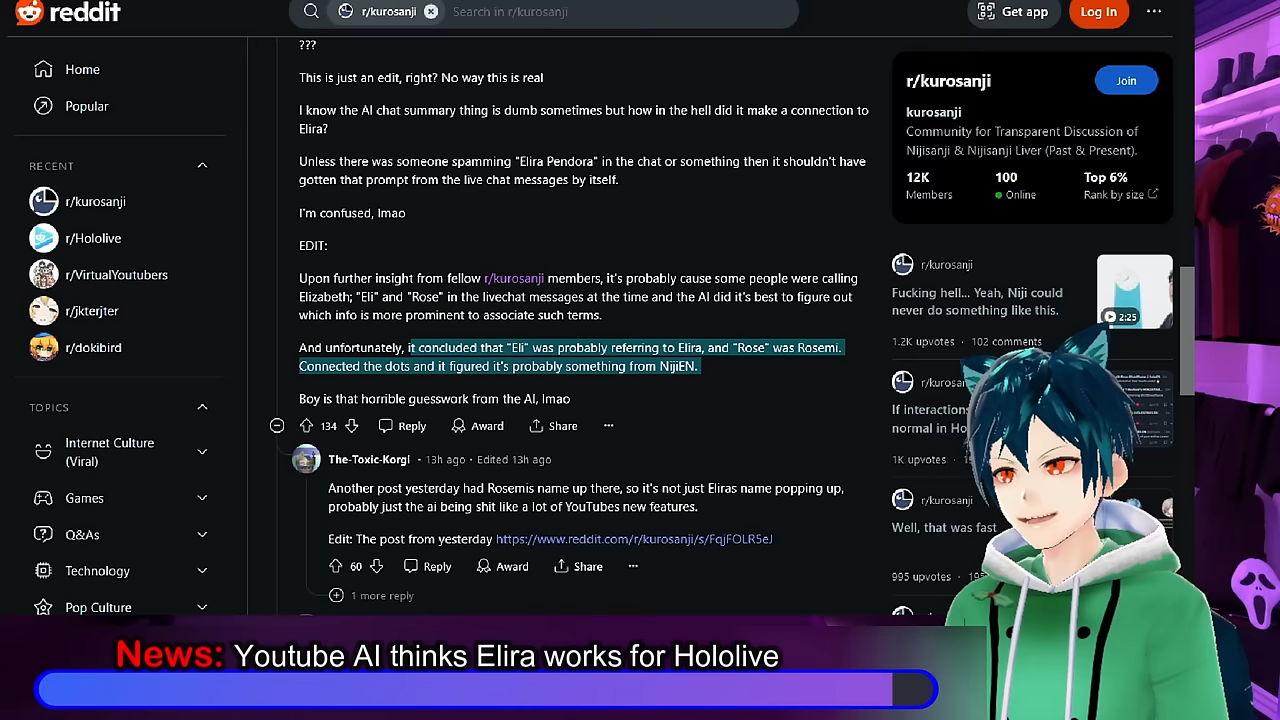 reddit
r/kurosanji
Search in r/kurosanji
Get app
Log In
Home
Popular
RECENT
r/kurosanji
r/Hololive
r/VirtualYoutubers
r/jkterjter
r/dokibird
TOPICS
Internet Culture
(Viral)
Games
Q&As
Technology
Pop Culture
???
This is just an edit, right? No way this is real
I know the AI chat summary thing is dumb sometimes but how in the hell did it make a connection to
Elira?
Unless there was someone spamming "Elira Pendora" in the chat or something then it shouldn't have
gotten that prompt from the live chat messages by itself.
I'm confused, lmao
EDIT:
Upon further insight from fellow r/kurosanji members, it's probably cause some people were calling
Elizabeth; "Eli" and "Rose" in the livechat messages at the time and the AI did it's best to figure out
which info is more prominent to associate such terms.
And unfortunately, it concluded that "Eli" was probably referring to Elira, and "Rose" was Rosemi.
Connected the dots and it figured it's probably something from NijiEN.
Boy is that horrible guesswork from the AI, lmao
134
Reply
Award
Share
The-Toxic-Korgi • 13h ago • Edited 13h ago
Another post yesterday had Rosemis name up there, so it's not just Eliras name popping up,
probably just the ai being shit like a lot of YouTubes new features.
Edit: The post from yesterday https://www.reddit.com/r/kurosanji/s/FqjFOLR5eJ
60
Reply
Award
Share
1 more reply
r/kurosanji
Join
kurosanji
Community for Transparent Discussion of
Nijisanji & Nijisanji Liver (Past & Present).
12K
100
Top 6%
Members
Online
Rank by size
r/kurosanji
Fucking hell... Yeah, Niji could
never do something like this.
2:25
1.2K upvotes • 102 comments
If interactions
normal in
1K upvotes
r/kurosanji
Well, that was fast
995 upvotes
News: Youtube AI thinks Elira works for Hololive